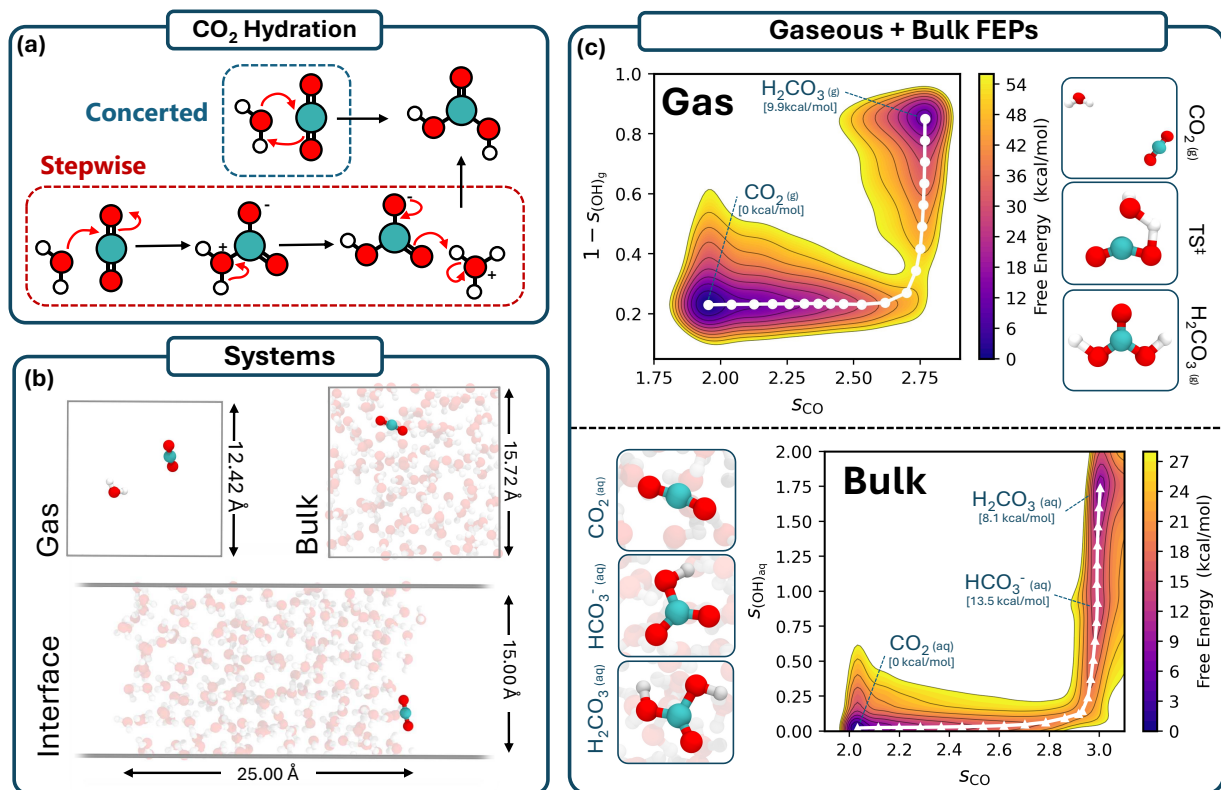 (a)
CO₂ Hydration
Concerted
Stepwise
-
+
-
+
(b)
Systems
Gas
12.42 Å
Bulk
15.72 Å
Interface
15.00 Å
25.00 Å
(c)
Gaseous + Bulk FEPs
Gas
H₂CO₃ (g)
[9.9kcal/mol]
CO₂ (g)
[0 kcal/mol]
1.0
0.8
0.6
0.4
0.2
1 − s(OH)g
1.75
2.00
2.25
2.50
2.75
sCO
54
48
42
36
30
24
18
12
6
0
Free Energy (kcal/mol)
CO₂ (g)
TS‡
H₂CO₃ (g)
CO₂ (aq)
HCO₃⁻ (aq)
H₂CO₃ (aq)
Bulk
H₂CO₃ (aq)
[8.1 kcal/mol]
HCO₃⁻ (aq)
[13.5 kcal/mol]
CO₂ (aq)
[0 kcal/mol]
2.00
1.75
1.50
1.25
1.00
0.75
0.50
0.25
0.00
s(OH)aq
2.0
2.2
2.4
2.6
2.8
3.0
sCO
27
24
21
18
15
12
9
6
3
0
Free Energy (kcal/mol)